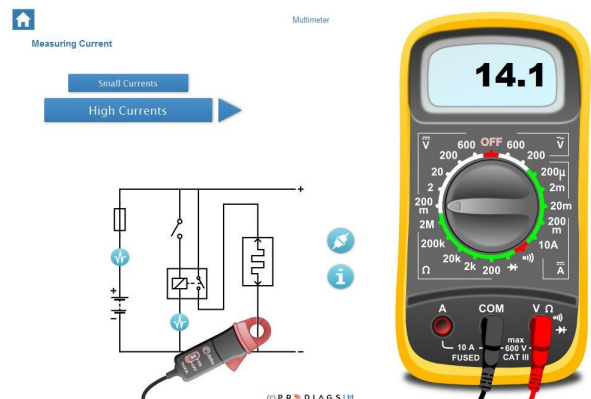 Multimeter
Measuring Current
Small Currents
High Currents
14.1
V 600 OFF 600 V
200 200
20 200µ
2 2m
200 m 20m
2M 200 m
200k 10A
20k 2k 200
Ω A
A COM V Ω
10 A FUSED
max 600 V CAT III
+
+
−
−
i
(c) PRODIAGS Ltd